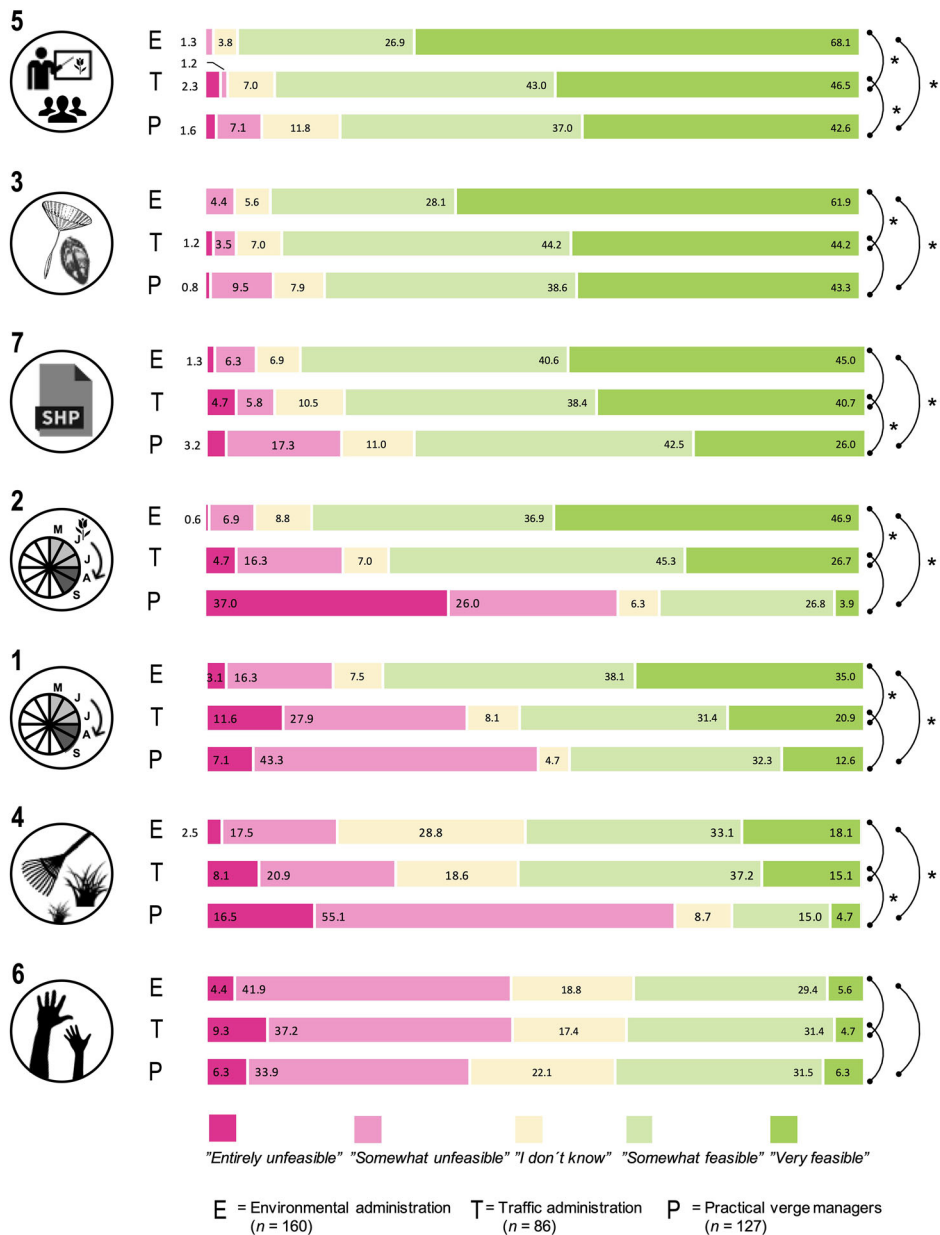 5
E 1.3 3.8 26.9 68.1
1.2
T 2.3 7.0 43.0 46.5
P 1.6 7.1 11.8 37.0 42.6
* * *
3
E 4.4 5.6 28.1 61.9
T 1.2 3.5 7.0 44.2 44.2
P 0.8 9.5 7.9 38.6 43.3
* *
7
E 1.3 6.3 6.9 40.6 45.0
T 4.7 5.8 10.5 38.4 40.7
SHP
P 3.2 17.3 11.0 42.5 26.0
* *
2
M J J A S
E 0.6 6.9 8.8 36.9 46.9
T 4.7 16.3 7.0 45.3 26.7
P 37.0 26.0 6.3 26.8 3.9
* *
1
M J J A S
E 3.1 16.3 7.5 38.1 35.0
T 11.6 27.9 8.1 31.4 20.9
P 7.1 43.3 4.7 32.3 12.6
* *
4
E 2.5 17.5 28.8 33.1 18.1
T 8.1 20.9 18.6 37.2 15.1
P 16.5 55.1 8.7 15.0 4.7
* *
6
E 4.4 41.9 18.8 29.4 5.6
T 9.3 37.2 17.4 31.4 4.7
P 6.3 33.9 22.1 31.5 6.3
"Entirely unfeasible" "Somewhat unfeasible" "I don´t know" "Somewhat feasible" "Very feasible"
E = Environmental administration T = Traffic administration P = Practical verge managers
(n = 160) (n = 86) (n = 127)